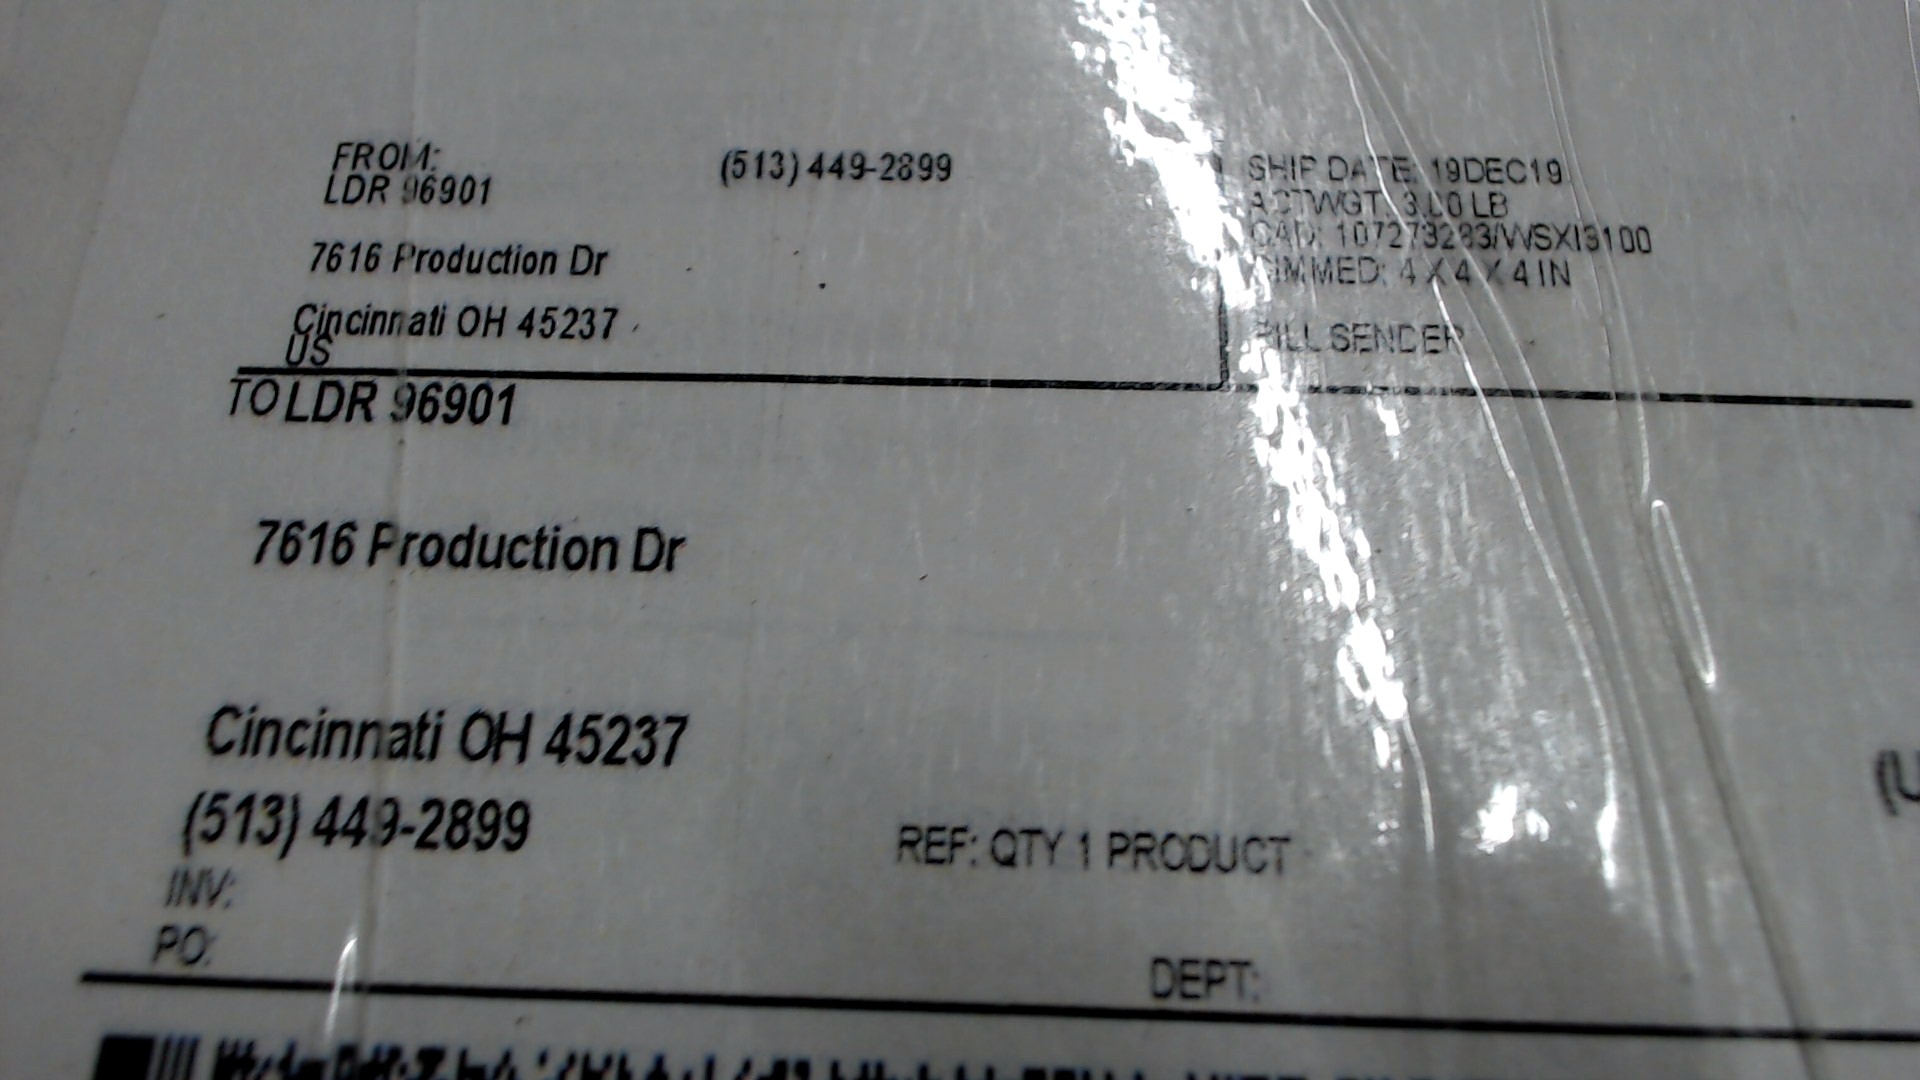 FROM:
LDR 96901
(513) 449-2899
7616 Production Dr
Cincinnati OH 45237
US
SHIP DATE: 19DEC19
ACTWGT: 3.00 LB
CAD: 107273283/WSXI3100
DIMMED: 4 X 4 X 4 IN
BILL SENDER
TO LDR 96901
7616 Production Dr
Cincinnati OH 45237
(513) 449-2899
REF: QTY 1 PRODUCT
INV:
PO:
DEPT: